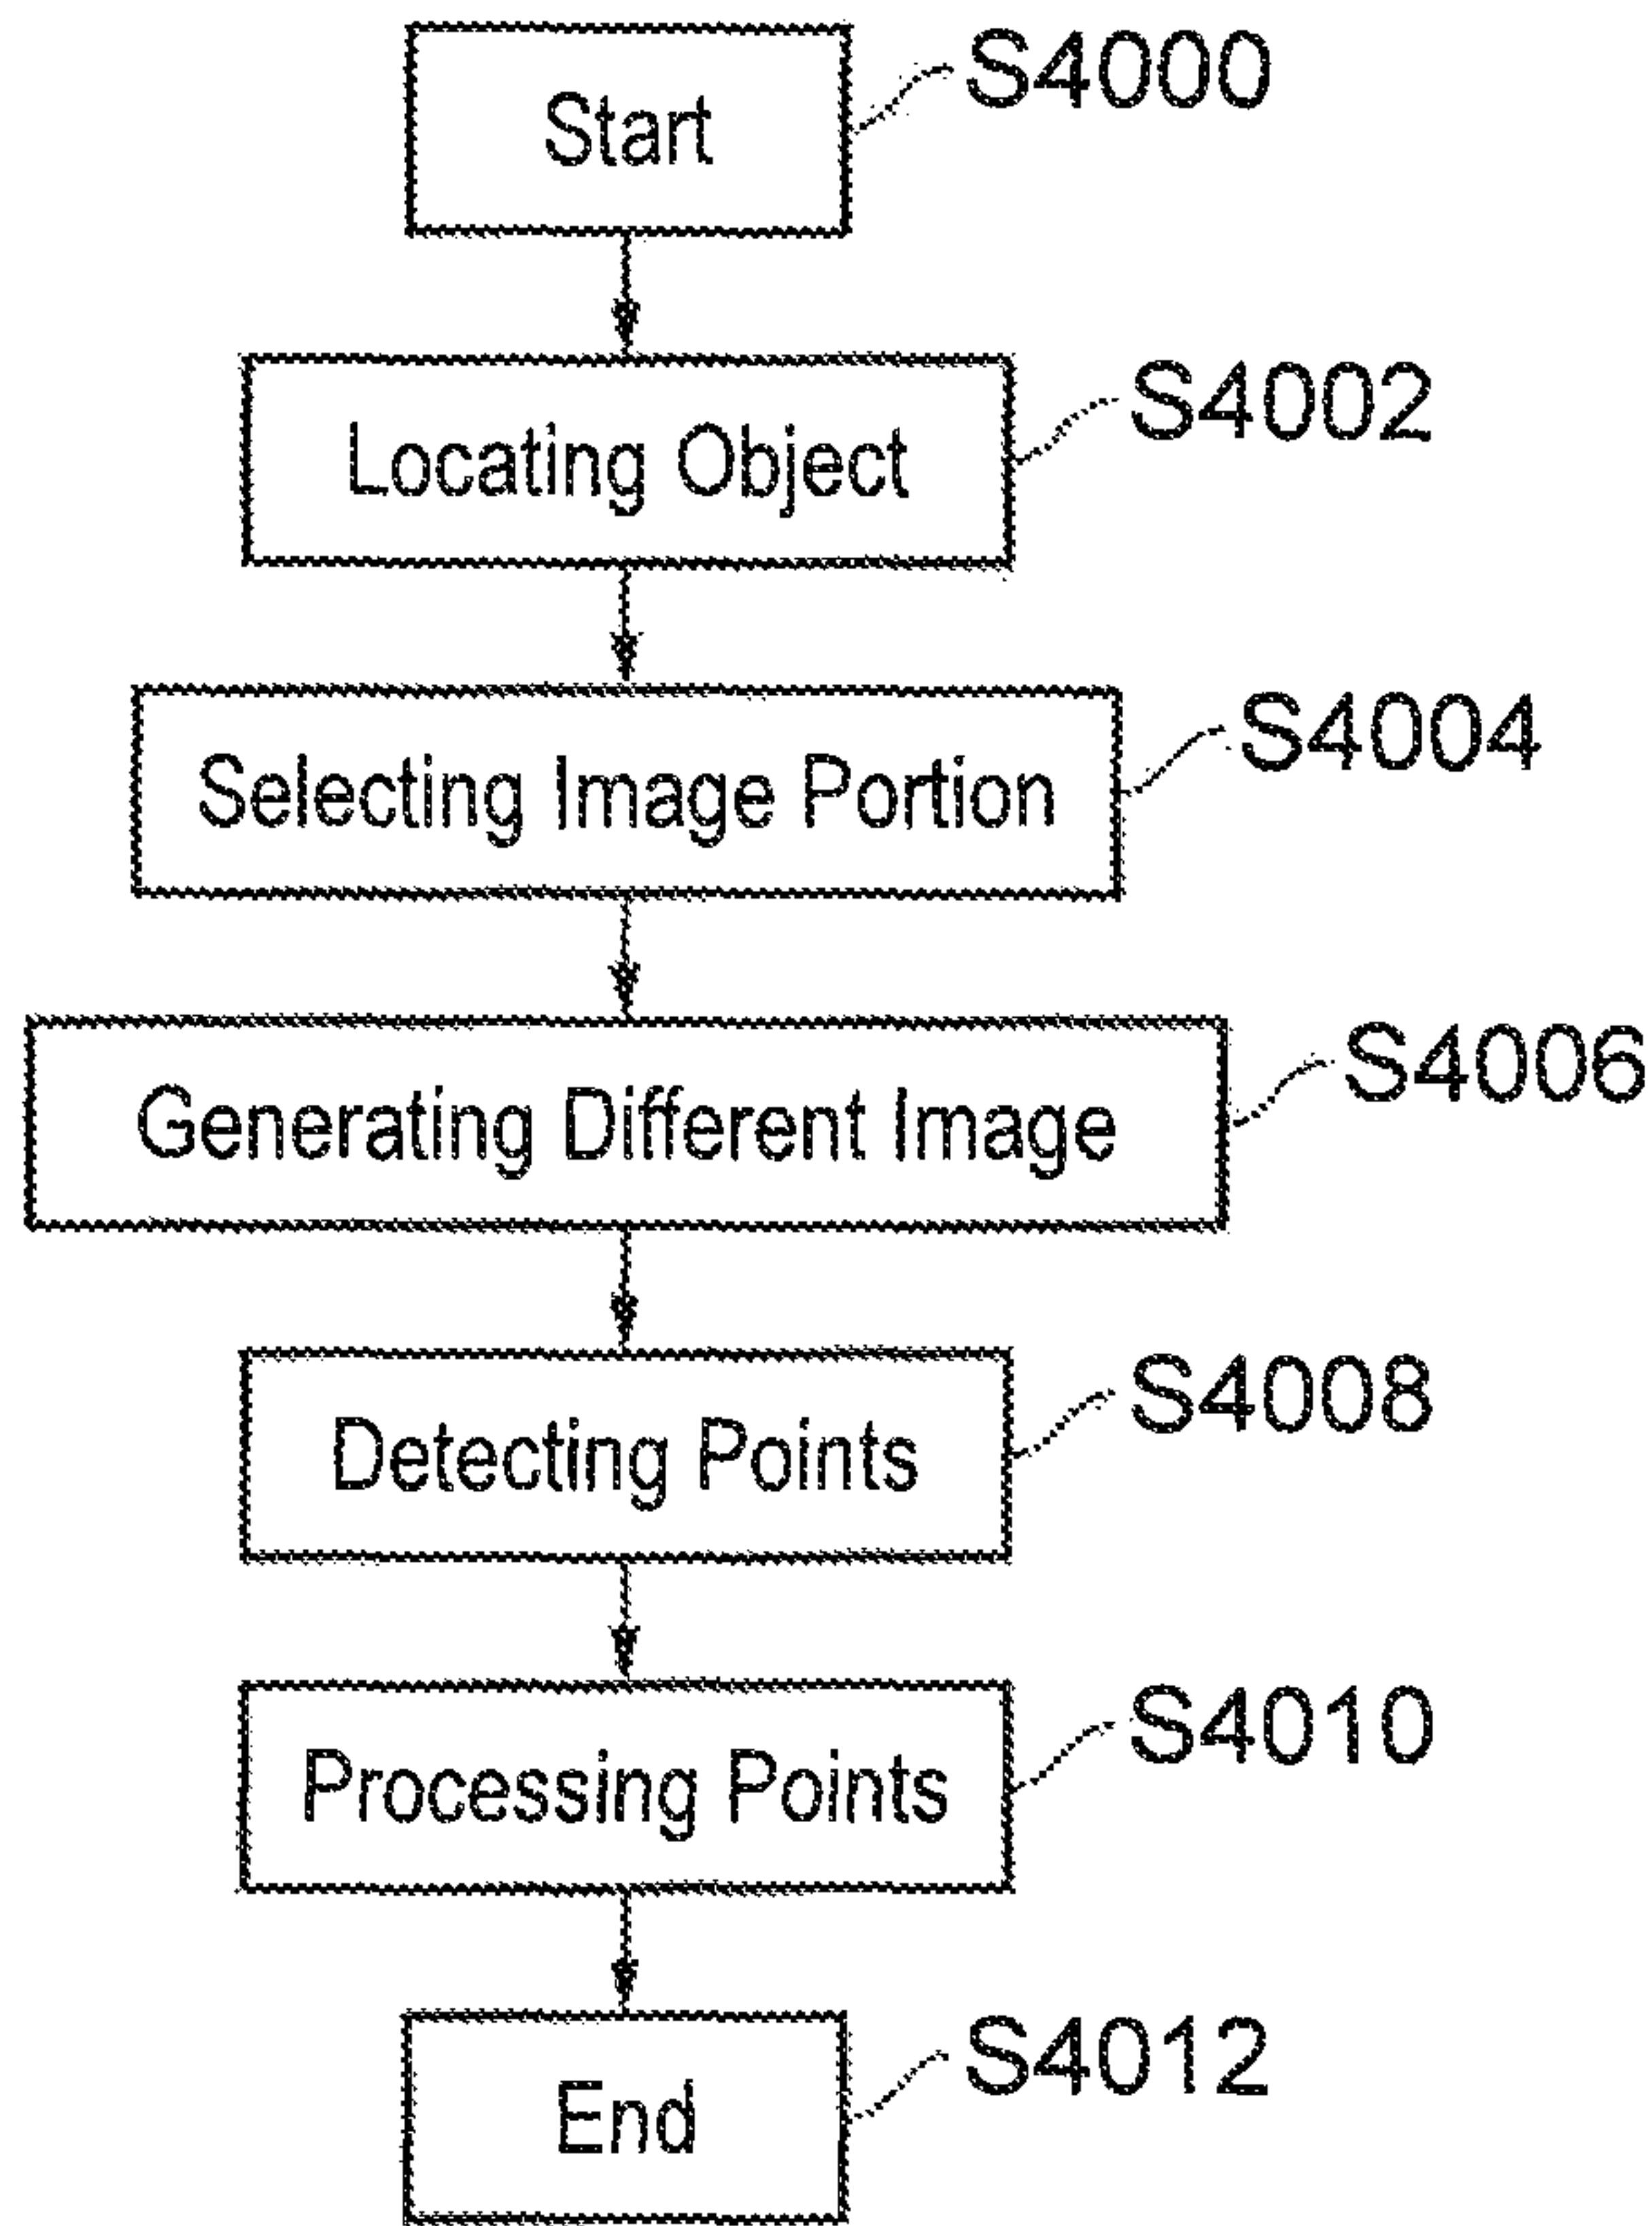 Start
S4000
Locating Object
S4002
Selecting Image Portion
S4004
Generating Different Image
S4006
Detecting Points
S4008
Processing Points
S4010
End
S4012